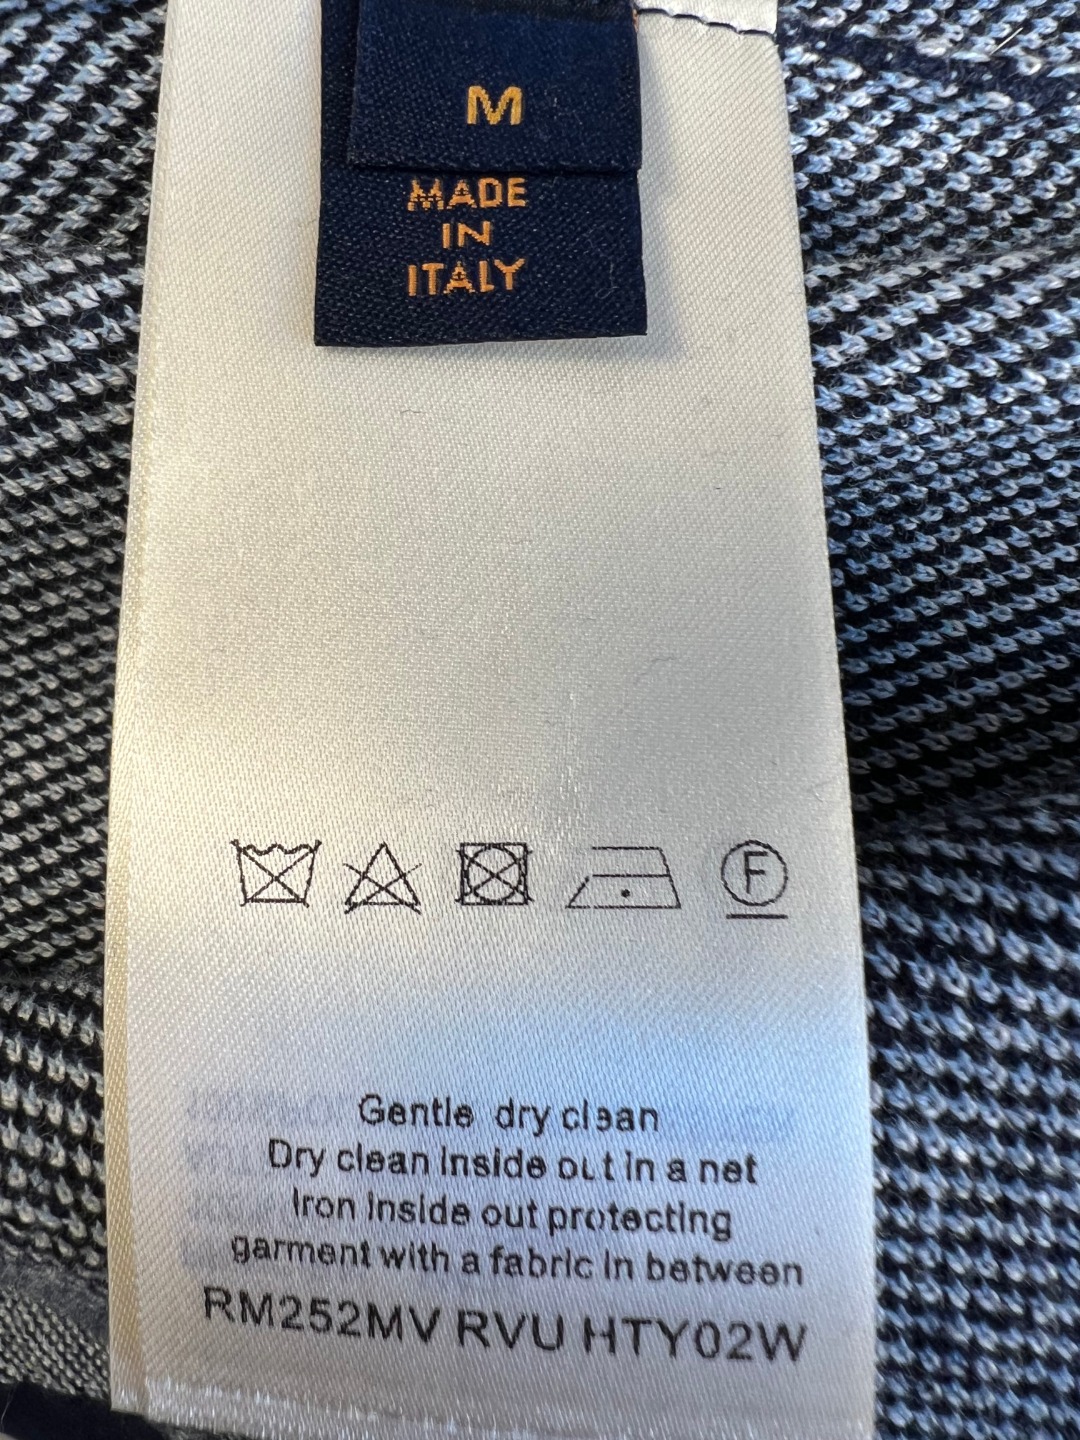 M
MADE
IN
ITALY
F
Gentle dry clean
Dry clean inside out in a net
Iron inside out protecting
garment with a fabric in between
RM252MV RVU HTY02W